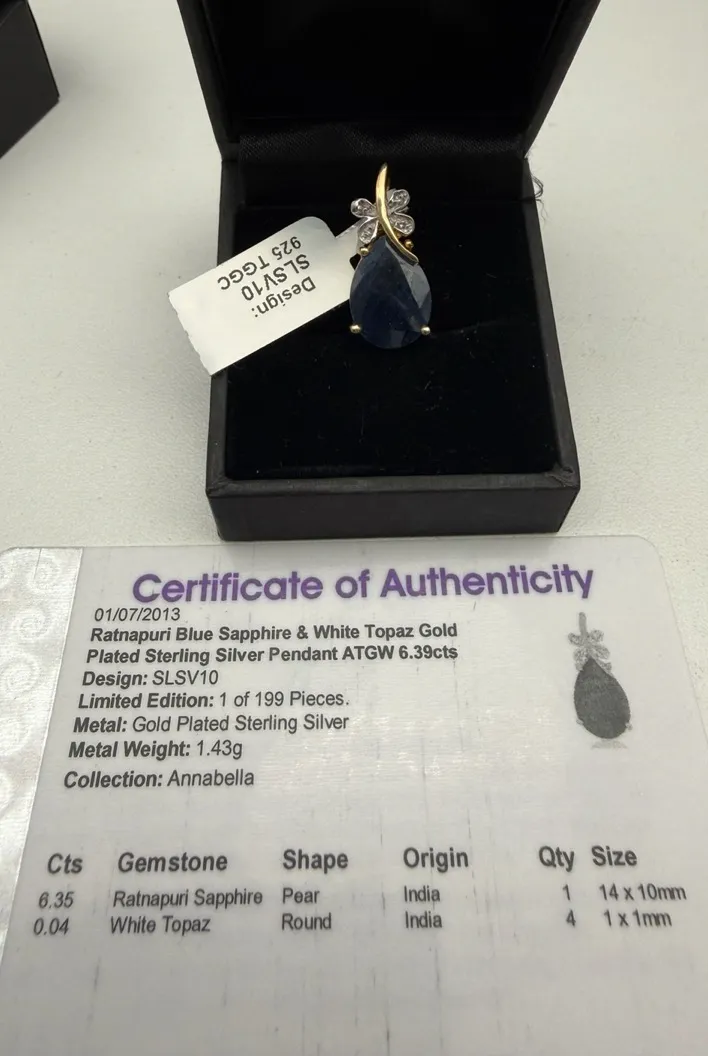 Design:
SLSV10
925 TGGC
Certificate of Authenticity
01/07/2013
Ratnapuri Blue Sapphire & White Topaz Gold
Plated Sterling Silver Pendant ATGW 6.39cts
Design: SLSV10
Limited Edition: 1 of 199 Pieces.
Metal: Gold Plated Sterling Silver
Metal Weight: 1.43g
Collection: Annabella
Cts Gemstone Shape Origin Qty Size
6.35 Ratnapuri Sapphire Pear India 1 14 x 10mm
0.04 White Topaz Round India 4 1 x 1mm